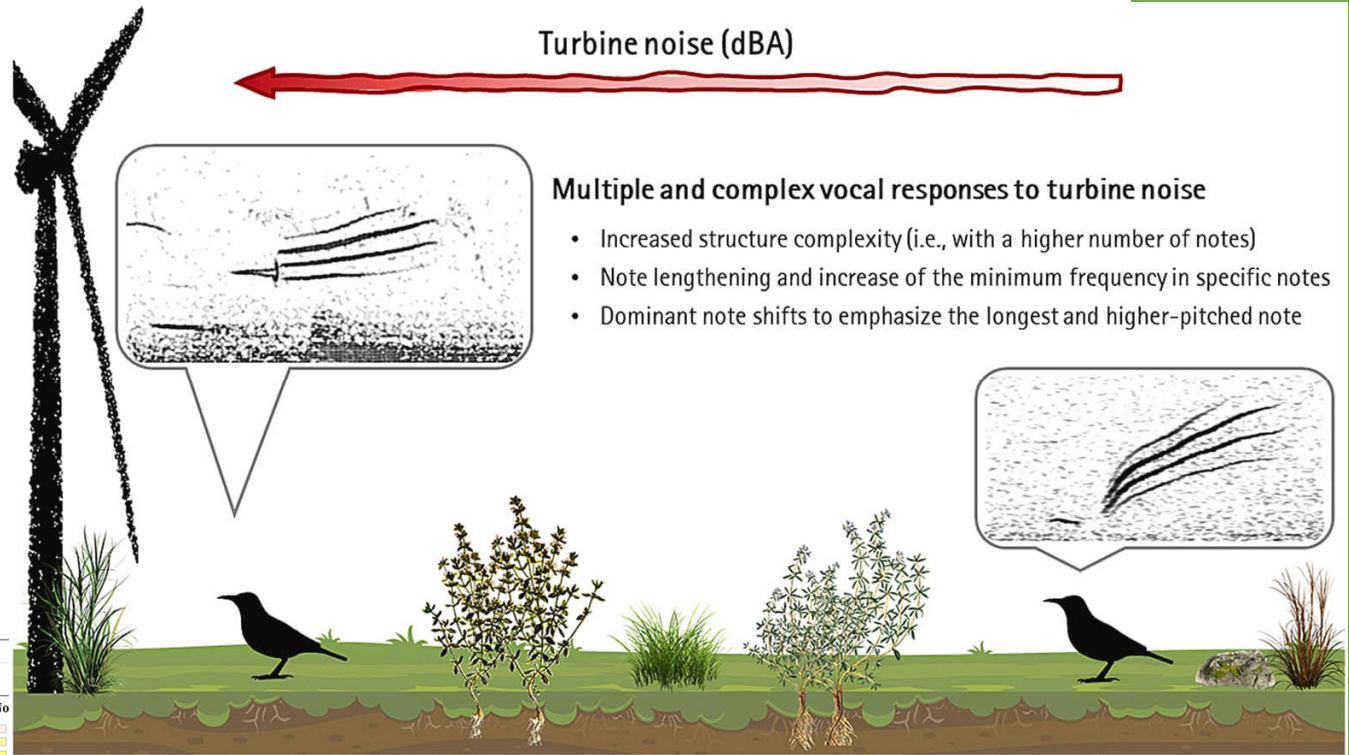 Turbine noise (dBA)
Multiple and complex vocal responses to turbine noise
• Increased structure complexity (i.e., with a higher number of notes)
• Note lengthening and increase of the minimum frequency in specific notes
• Dominant note shifts to emphasize the longest and higher-pitched note